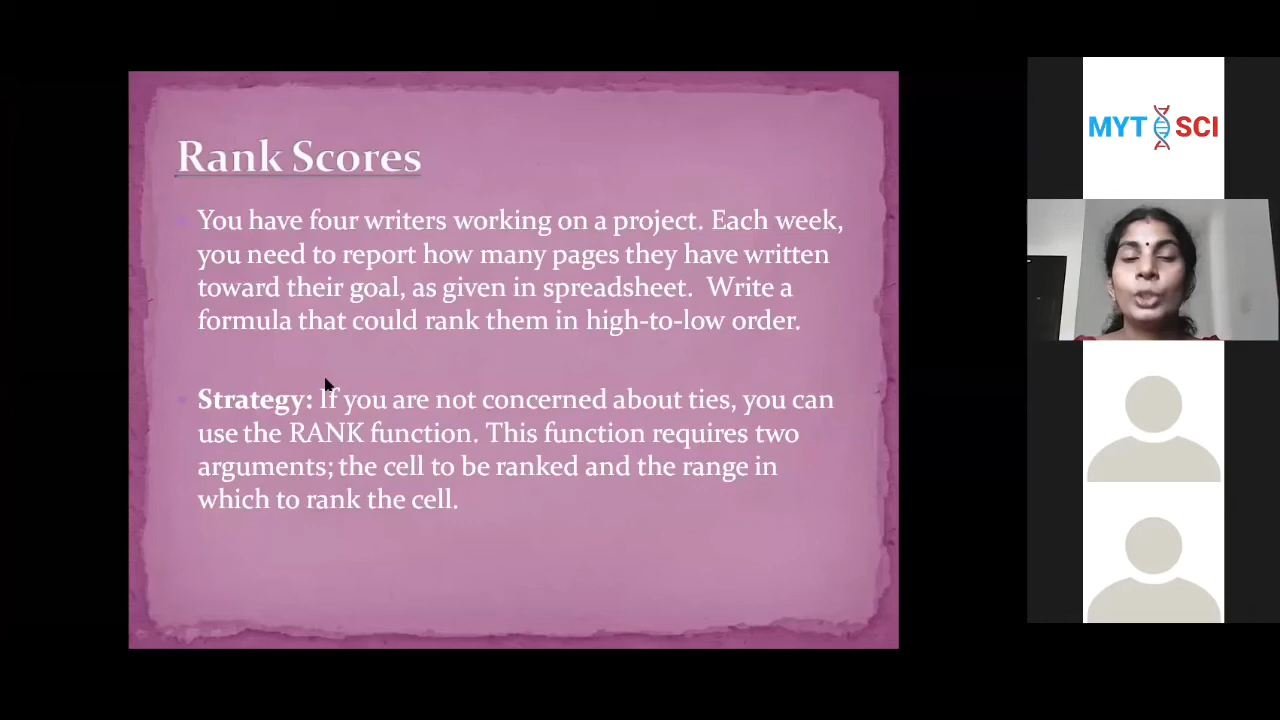 Rank Scores
You have four writers working on a project. Each week,
you need to report how many pages they have written
toward their goal, as given in spreadsheet.  Write a
formula that could rank them in high-to-low order.
Strategy: If you are not concerned about ties, you can
use the RANK function. This function requires two
arguments; the cell to be ranked and the range in
which to rank the cell.
MYT SCI